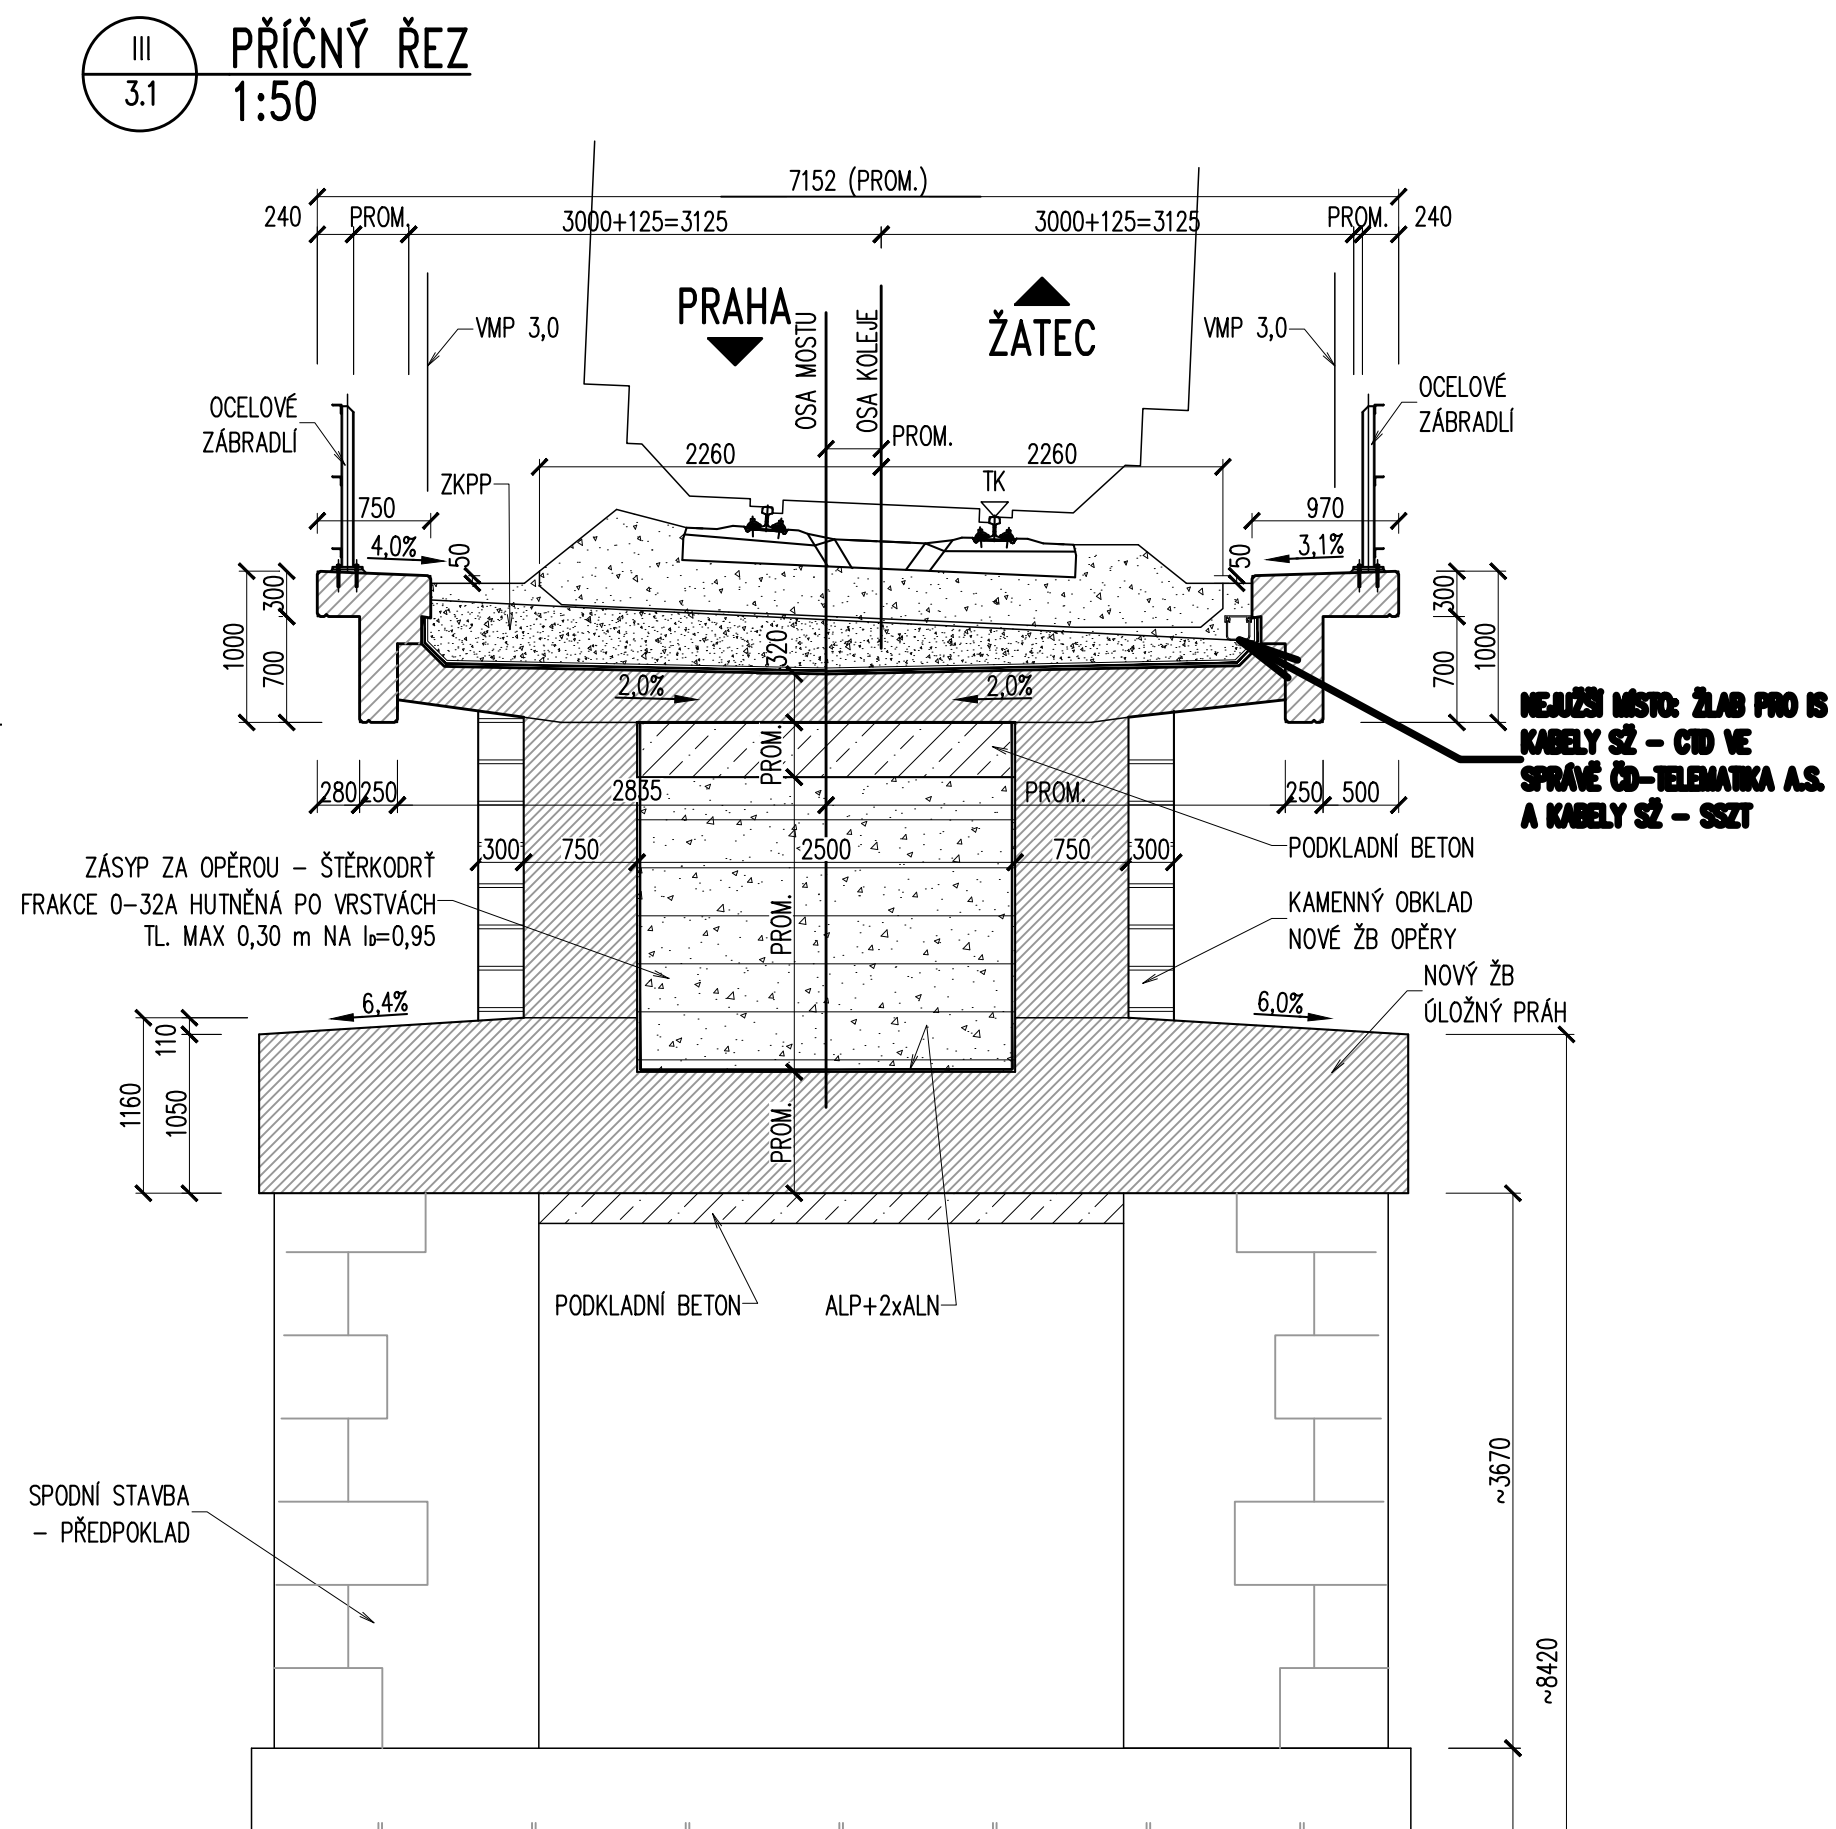 III
3.1
PŘÍČNÝ ŘEZ
1:50
7152 (PROM.)
240
PROM.
3000+125=3125
3000+125=3125
PROM.
240
PRAHA
ŽATEC
OSA MOSTU
OSA KOLEJE
VMP 3,0
VMP 3,0
OCELOVÉ
ZÁBRADLÍ
OCELOVÉ
ZÁBRADLÍ
PROM.
2260
2260
TK
ZKPP
750
970
4,0%
50
50
3,1%
300
700
1000
300
700
1000
320
2,0%
2,0%
NEJUŽŠÍ MÍSTO: ŽLAB PRO IS
KABELY SŽ – CTD VE
SPRÁVĚ ČD–TELEMATIKA A.S.
A KABELY SŽ – SSZT
PROM.
280
250
2835
PROM.
250
500
300
750
2500
750
300
PODKLADNÍ BETON
ZÁSYP ZA OPĚROU – ŠTĚRKODRŤ
FRAKCE 0–32A HUTNĚNÁ PO VRSTVÁCH
TL. MAX 0,30 m NA ID=0,95
PROM.
KAMENNÝ OBKLAD
NOVÉ ŽB OPĚRY
NOVÝ ŽB
ÚLOŽNÝ PRÁH
6,4%
6,0%
110
1160
1050
PROM.
PODKLADNÍ BETON
ALP+2xALN
SPODNÍ STAVBA
– PŘEDPOKLAD
~3670
~8420